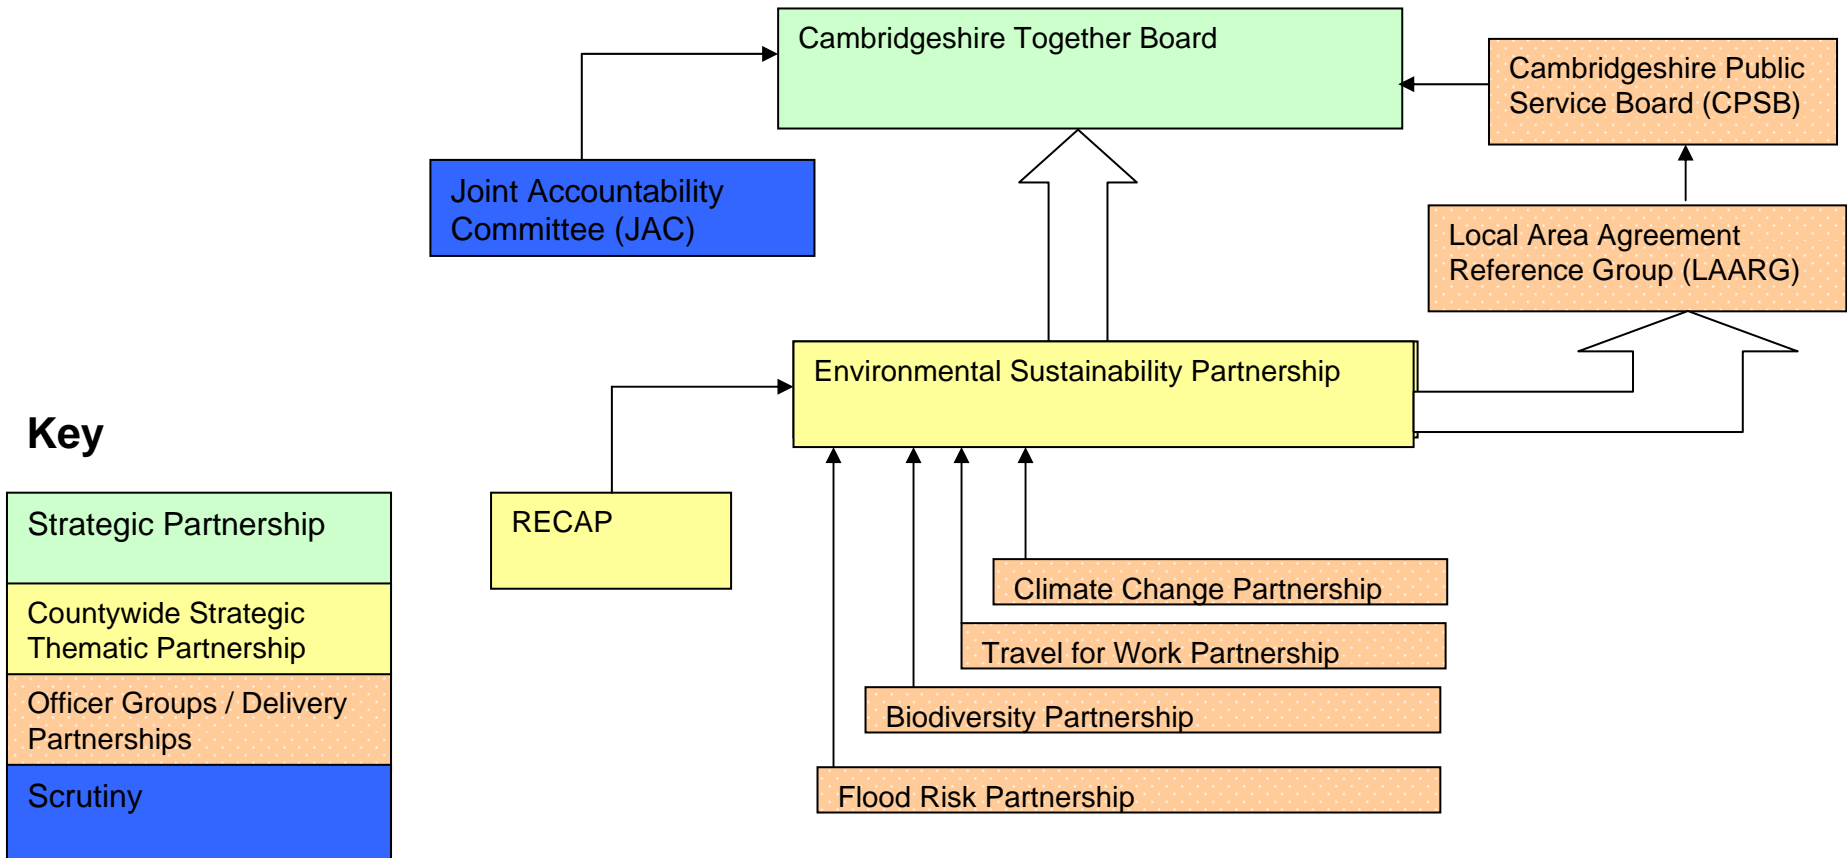 Cambridgeshire Together Board
Cambridgeshire Public
Service Board (CPSB)
Joint Accountability
Committee (JAC)
Local Area Agreement
Reference Group (LAARG)
Environmental Sustainability Partnership
Key
Strategic Partnership
Countywide Strategic
Thematic Partnership
Officer Groups / Delivery
Partnerships
Scrutiny
RECAP
Climate Change Partnership
Travel for Work Partnership
Biodiversity Partnership
Flood Risk Partnership